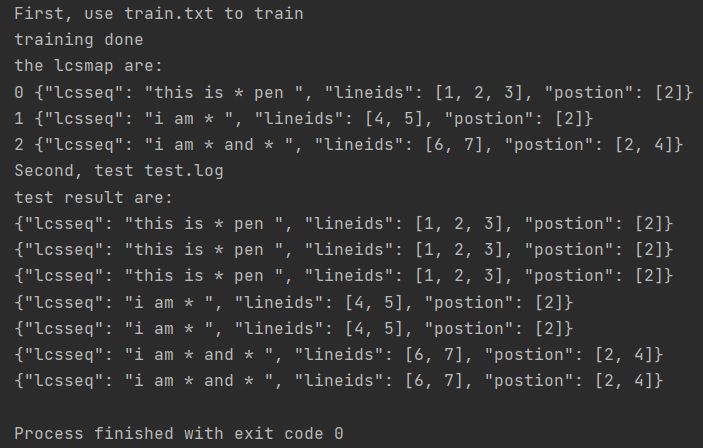 First, use train.txt to train
training done
the lcsmap are:
0 {"lcsseq": "this is * pen ", "lineids": [1, 2, 3], "postion": [2]}
1 {"lcsseq": "i am * ", "lineids": [4, 5], "postion": [2]}
2 {"lcsseq": "i am * and * ", "lineids": [6, 7], "postion": [2, 4]}
Second, test test.log
test result are:
{"lcsseq": "this is * pen ", "lineids": [1, 2, 3], "postion": [2]}
{"lcsseq": "this is * pen ", "lineids": [1, 2, 3], "postion": [2]}
{"lcsseq": "this is * pen ", "lineids": [1, 2, 3], "postion": [2]}
{"lcsseq": "i am * ", "lineids": [4, 5], "postion": [2]}
{"lcsseq": "i am * ", "lineids": [4, 5], "postion": [2]}
{"lcsseq": "i am * and * ", "lineids": [6, 7], "postion": [2, 4]}
{"lcsseq": "i am * and * ", "lineids": [6, 7], "postion": [2, 4]}
Process finished with exit code 0